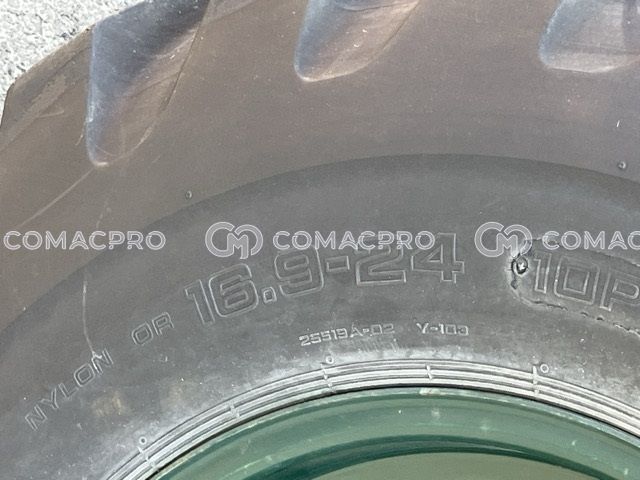 COMACPRO COMACPRO COMACPRO
16.9-24
10P
25519A-02 Y-103
NYLON OR